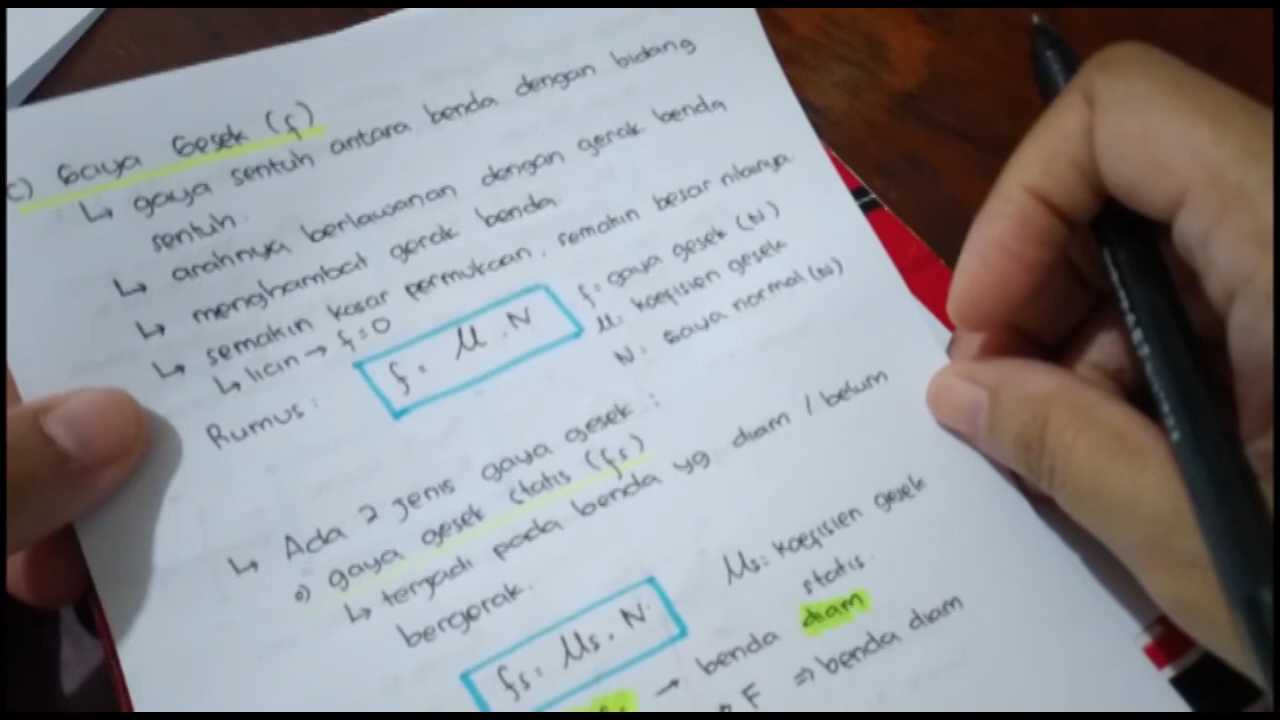 c) Gaya Gesek (f)
↳ gaya sentuh antara benda dengan bidang
sentuh.
↳ arahnya berlawanan dengan gerak benda
↳ menghambat gerak benda.
↳ semakin kasar permukaan, semakin besar nilainya
↳ licin → f = 0
Rumus :
f = μ . N
f = gaya gesek (N)
μ = koefisien gesek
N = Gaya normal (N)
↳ Ada 2 jenis gaya gesek :
•) gaya gesek statis (fs)
↳ terjadi pada benda yg diam / belum
bergerak.
fs = μs . N
μs = koefisien gesek
statis.
→ benda diam
F ⇒ benda diam